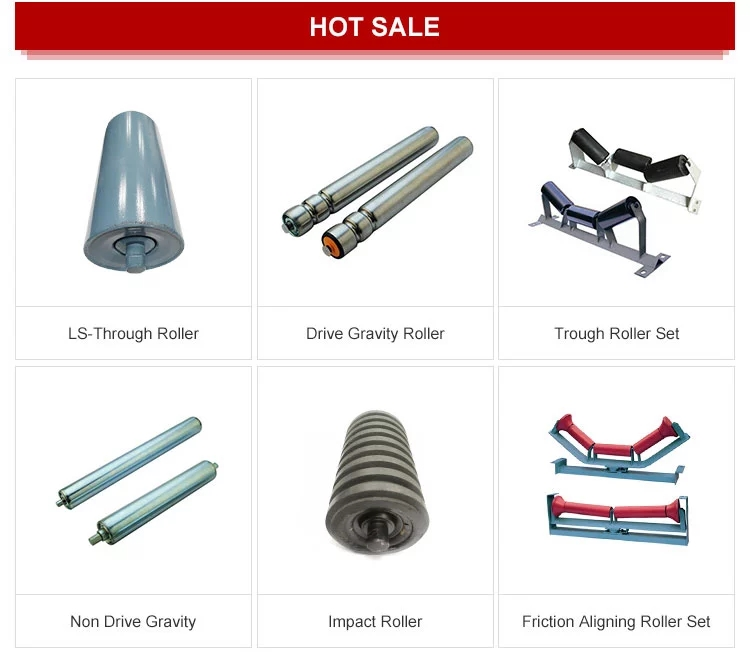 HOT SALE
LS-Through Roller
Drive Gravity Roller
Trough Roller Set
Non Drive Gravity
Impact Roller
Friction Aligning Roller Set